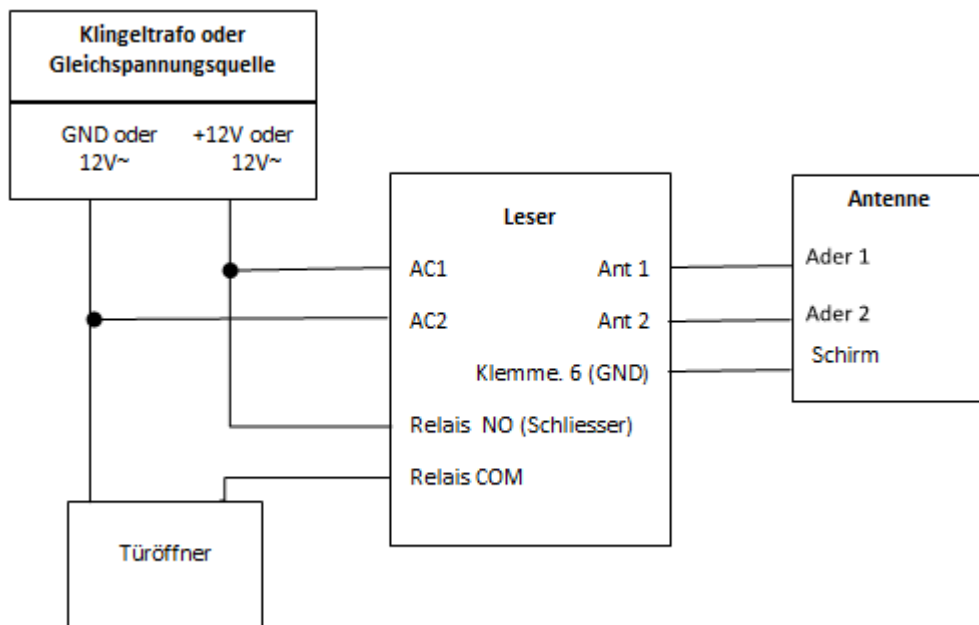 Klingeltrafo oder
Gleichspannungsquelle
GND oder
12V~
+12V oder
12V~
Leser
AC1
AC2
Ant 1
Ant 2
Klemme. 6 (GND)
Relais NO (Schliesser)
Relais COM
Antenne
Ader 1
Ader 2
Schirm
Türöffner